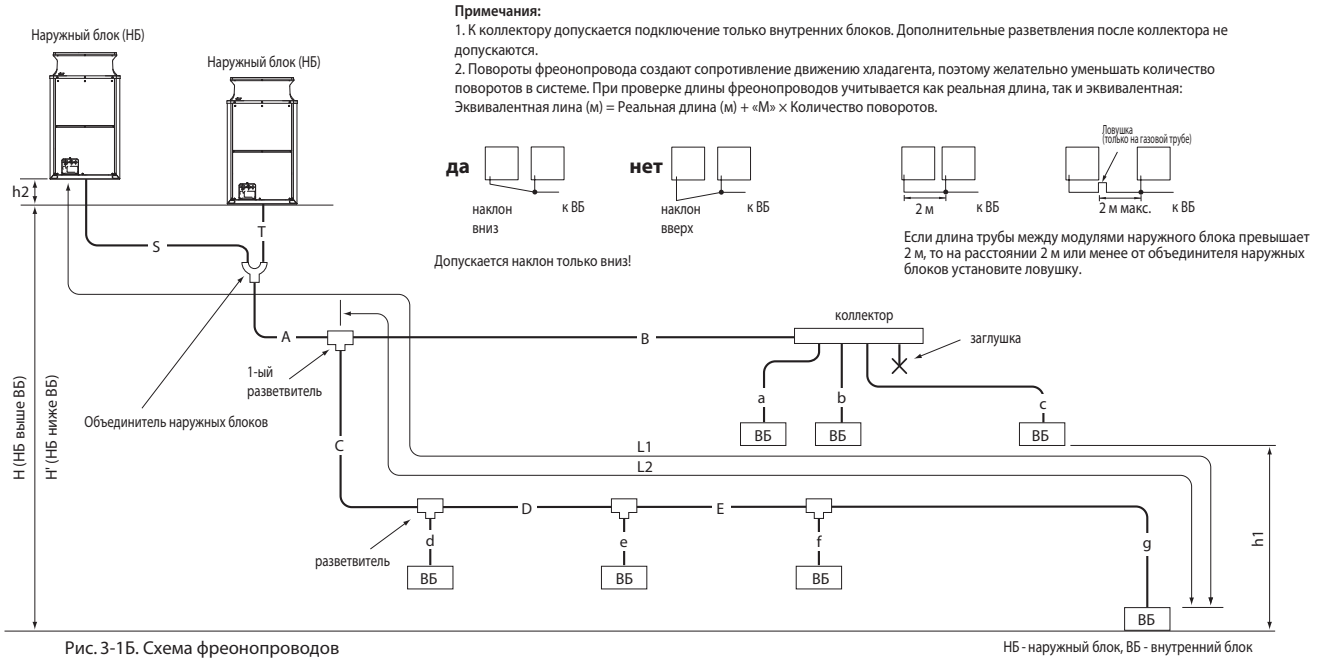 Примечания:
1. К коллектору допускается подключение только внутренних блоков. Дополнительные разветвления после коллектора не
допускаются.
2. Повороты фреонопровода создают сопротивление движению хладагента, поэтому желательно уменьшать количество
поворотов в системе. При проверке длины фреонопроводов учитывается как реальная длина, так и эквивалентная:
Эквивалентная лина (м) = Реальная длина (м) + «М» × Количество поворотов.
Наружный блок (НБ)
Наружный блок (НБ)
h2
S
T
да
наклон
вниз
к ВБ
нет
наклон
вверх
к ВБ
Допускается наклон только вниз!
2 м
к ВБ
Ловушка
(только на газовой трубе)
2 м макс.
к ВБ
Если длина трубы между модулями наружного блока превышает
2 м, то на расстоянии 2 м или менее от объединителя наружных
блоков установите ловушку.
A
B
коллектор
заглушка
1-ый
разветвитель
Объединитель наружных блоков
H (НБ выше ВБ)
H' (НБ ниже ВБ)
a
b
c
ВБ
ВБ
ВБ
C
L1
L2
D
E
d
e
f
g
h1
разветвитель
ВБ
ВБ
ВБ
ВБ
Рис. 3-1Б. Схема фреонопроводов
НБ - наружный блок, ВБ - внутренний блок